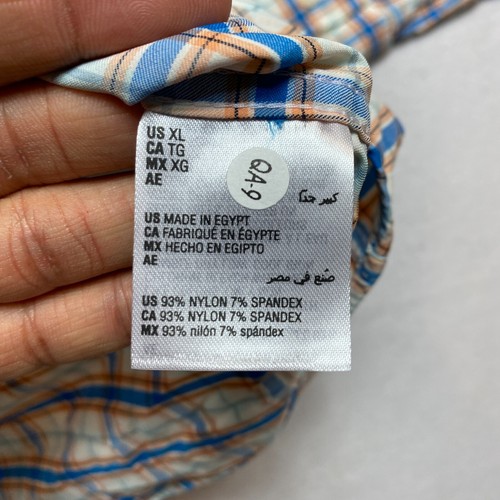 US XL
CA TG
MX XG
AE
كبير جدًا
QA-9
US MADE IN EGYPT
CA FABRIQUÉ EN ÉGYPTE
MX HECHO EN EGIPTO
AE
صُنع في مصر
US 93% NYLON 7% SPANDEX
CA 93% NYLON 7% SPANDEX
MX 93% nilón 7% spándex